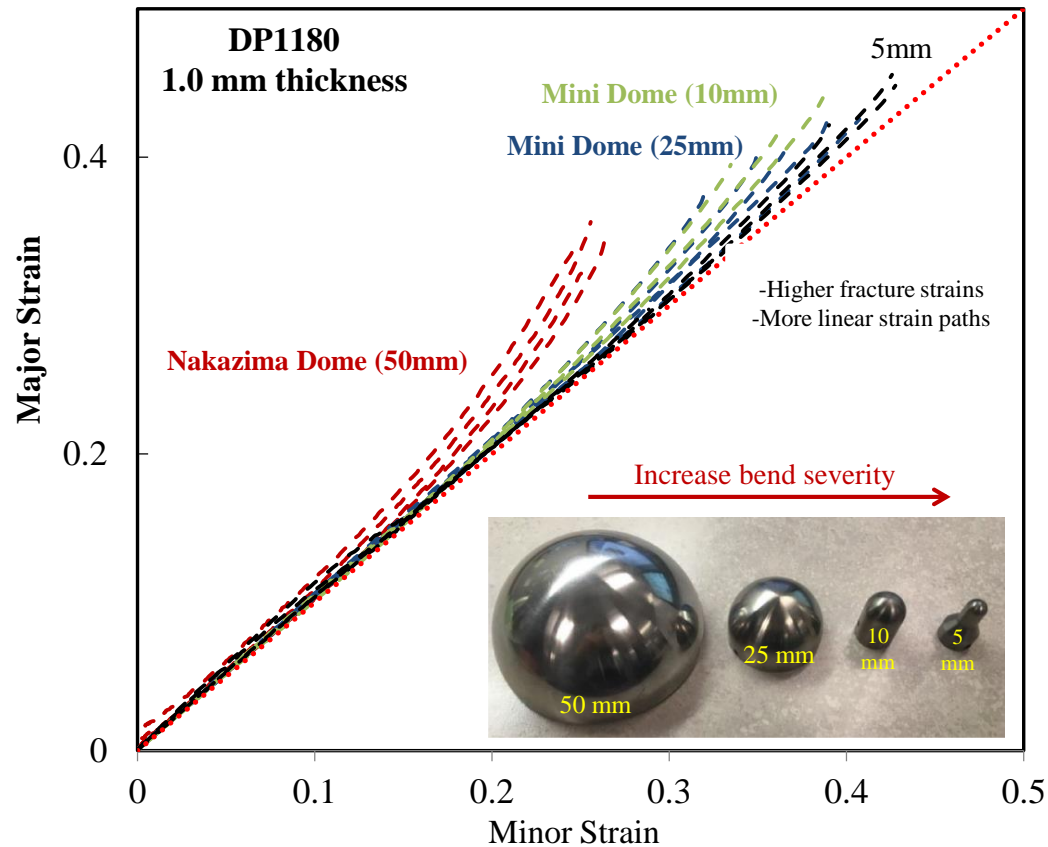 DP1180
1.0 mm thickness
5mm
Mini Dome (10mm)
Mini Dome (25mm)
0.4
Major Strain
-Higher fracture strains
-More linear strain paths
Nakazima Dome (50mm)
0.2
Increase bend severity
50 mm
25 mm
10
mm
5
mm
0
0
0.1
0.2
0.3
0.4
0.5
Minor Strain